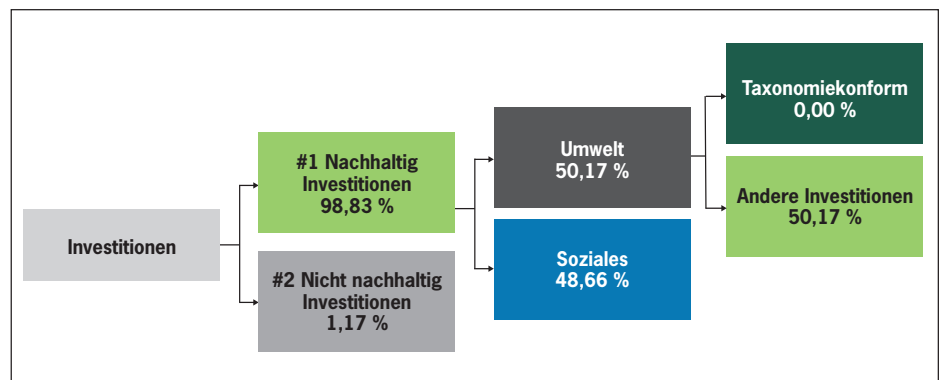 Investitionen
#1 Nachhaltig
Investitionen
98,83 %
#2 Nicht nachhaltig
Investitionen
1,17 %
Umwelt
50,17 %
Soziales
48,66 %
Taxonomiekonform
0,00 %
Andere Investitionen
50,17 %